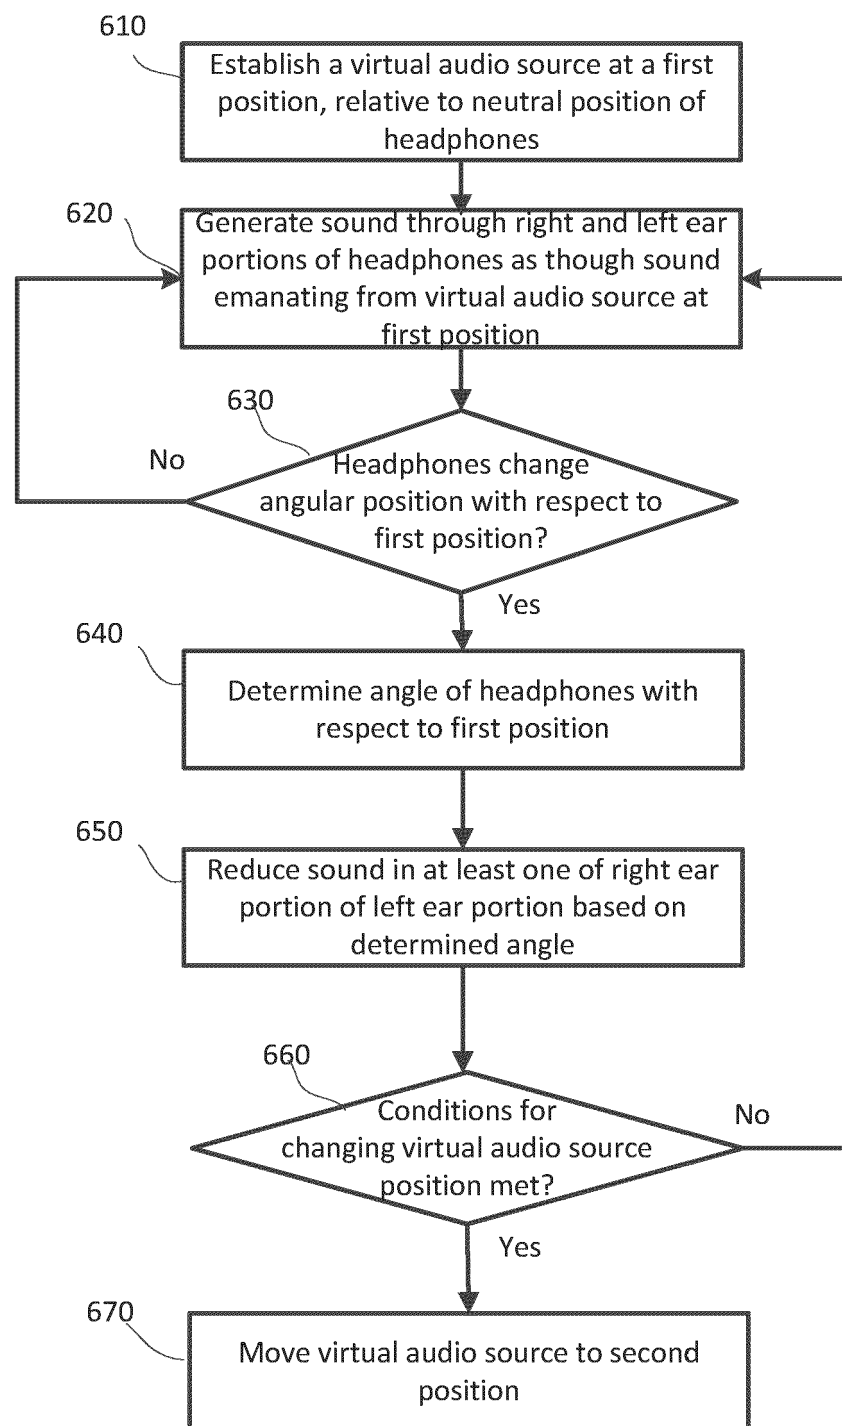 610
Establish a virtual audio source at a first
position, relative to neutral position of
headphones
620
Generate sound through right and left ear
portions of headphones as though sound
emanating from virtual audio source at
first position
630
No
Headphones change
angular position with respect to
first position?
Yes
640
Determine angle of headphones with
respect to first position
650
Reduce sound in at least one of right ear
portion of left ear portion based on
determined angle
660
Conditions for
changing virtual audio source
position met?
No
Yes
670
Move virtual audio source to second
position